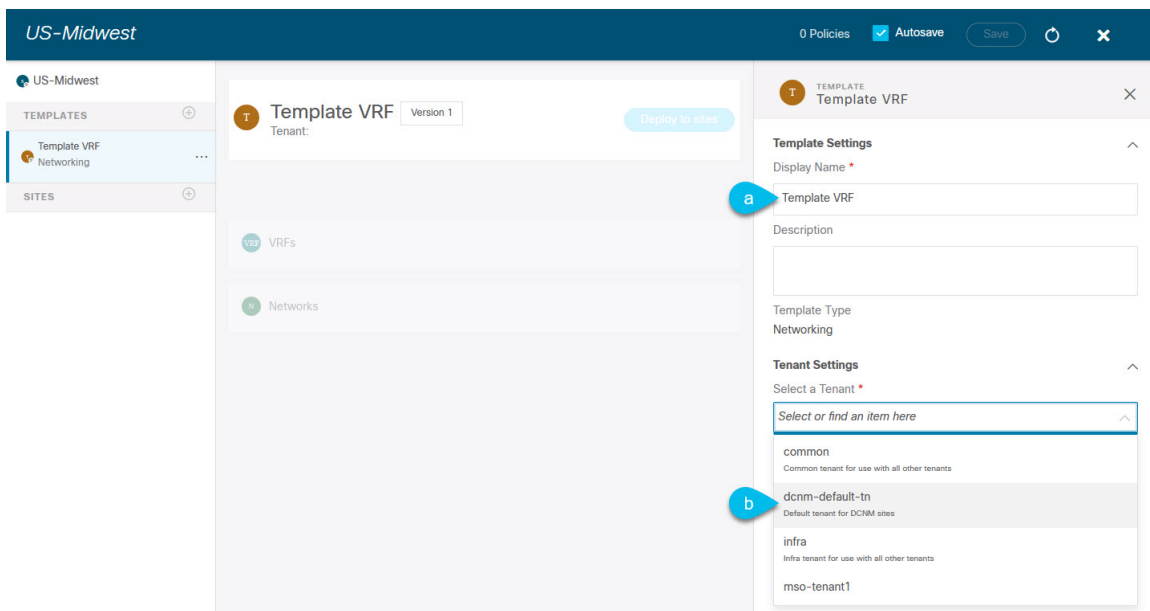 US-Midwest
0 Policies
Autosave
Save
US-Midwest
TEMPLATES
Template VRF
Networking
SITES
T
Template VRF
Version 1
Tenant:
Deploy to sites
VRF
VRFs
N
Networks
T
TEMPLATE
Template VRF
Template Settings
Display Name *
a
Template VRF
Description
Template Type
Networking
Tenant Settings
Select a Tenant *
Select or find an item here
common
Common tenant for use with all other tenants
b
dcnm-default-tn
Default tenant for DCNM sites
infra
Infra tenant for use with all other tenants
mso-tenant1